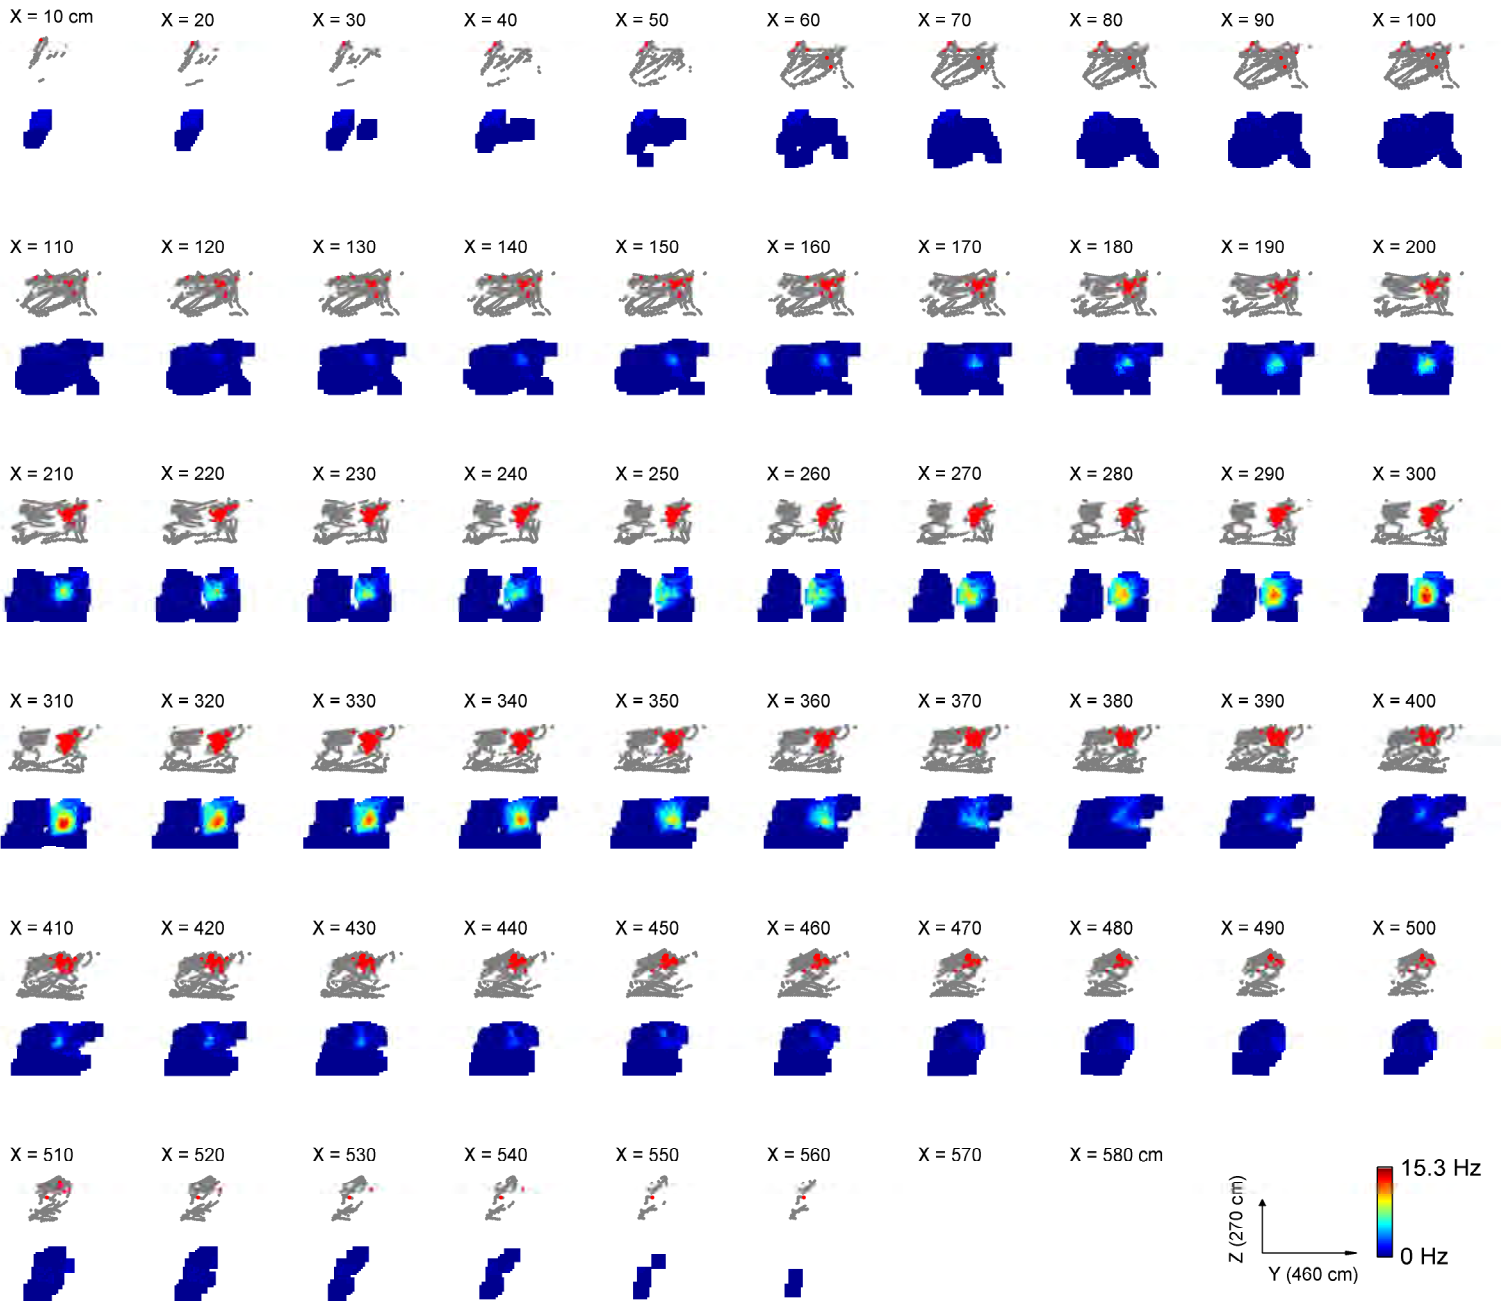 X = 10 cm X = 20 X = 30 X = 40 X = 50 X = 60 X = 70 X = 80 X = 90 X = 100
X = 110 X = 120 X = 130 X = 140 X = 150 X = 160 X = 170 X = 180 X = 190 X = 200
X = 210 X = 220 X = 230 X = 240 X = 250 X = 260 X = 270 X = 280 X = 290 X = 300
X = 310 X = 320 X = 330 X = 340 X = 350 X = 360 X = 370 X = 380 X = 390 X = 400
X = 410 X = 420 X = 430 X = 440 X = 450 X = 460 X = 470 X = 480 X = 490 X = 500
X = 510 X = 520 X = 530 X = 540 X = 550 X = 560 X = 570 X = 580 cm
15.3 Hz
0 Hz
Z (270 cm)
Y (460 cm)